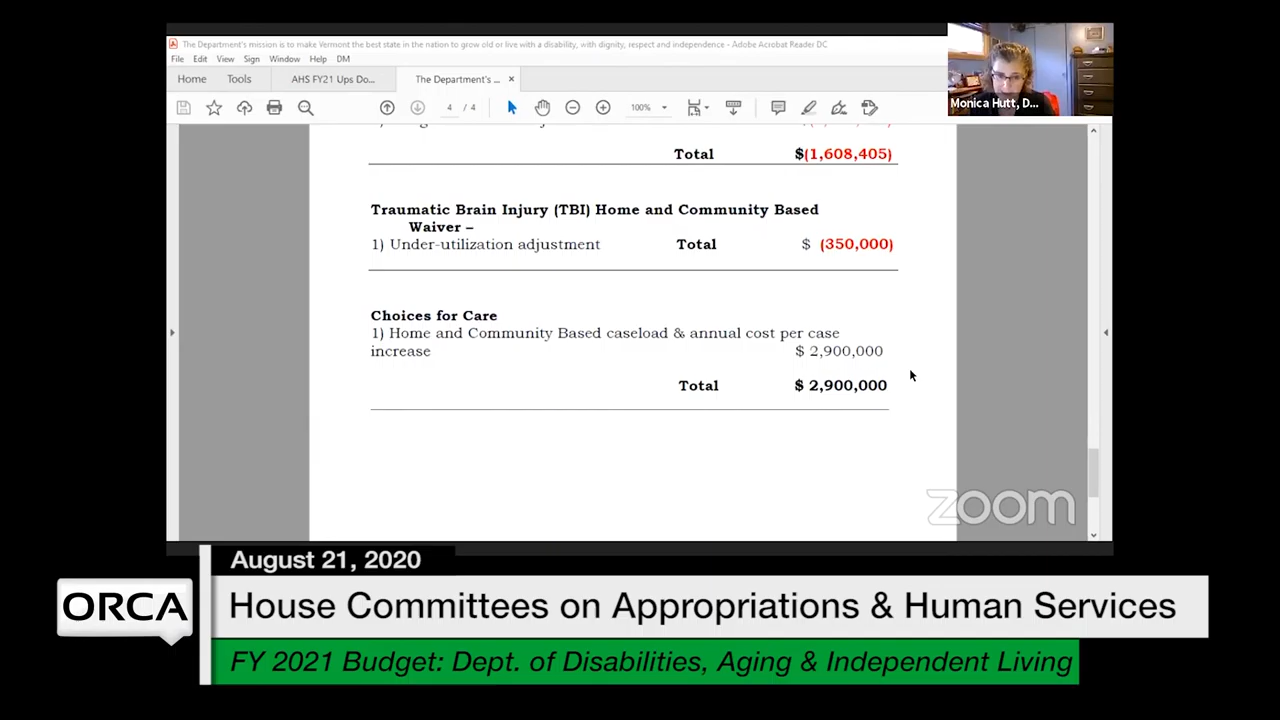 The Department's mission is to make Vermont the best state in the nation to grow old or live with a disability, with dignity, respect and independence - Adobe Acrobat Reader DC
File Edit View Sign Window Help DM
Home Tools AHS FY21 Ups Do... The Department's ... ×
4 / 4 100%
Monica Hutt, D...
Total $(1,608,405)
Traumatic Brain Injury (TBI) Home and Community Based
Waiver –
1) Under-utilization adjustment Total $ (350,000)
Choices for Care
1) Home and Community Based caseload & annual cost per case
increase $ 2,900,000
Total $ 2,900,000
zoom
August 21, 2020
ORCA House Committees on Appropriations & Human Services
FY 2021 Budget: Dept. of Disabilities, Aging & Independent Living